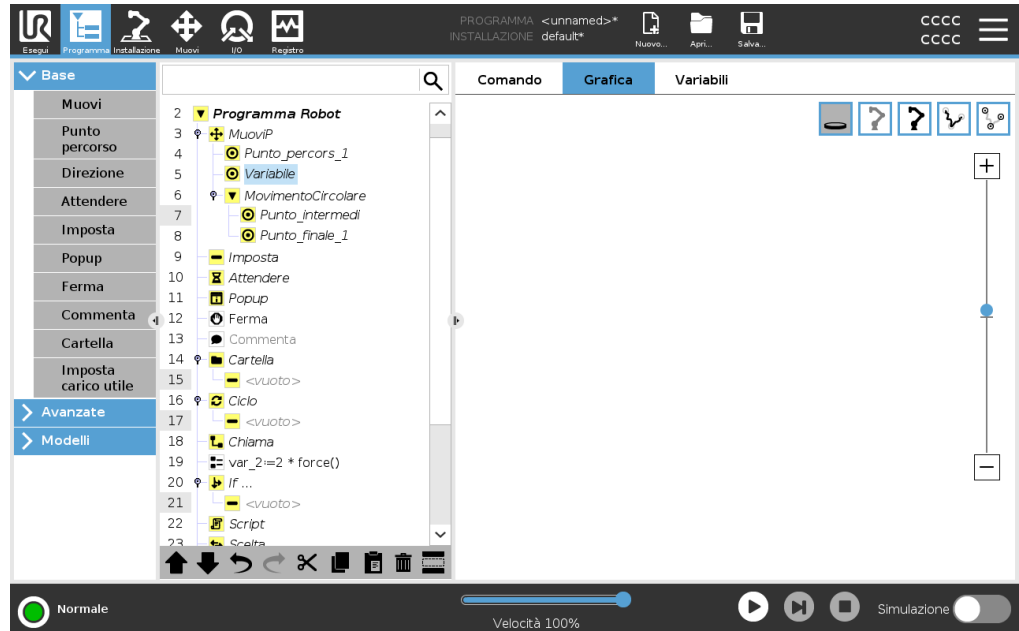 PROGRAMMA <unnamed>*
INSTALLAZIONE default*
CCCC
CCCC
Esegui
Programma
Installazione
Muovi
I/O
Registro
Nuovo...
Apri...
Salva...
Base
Muovi
Punto
percorso
Direzione
Attendere
Imposta
Popup
Ferma
Commenta
Cartella
Imposta
carico utile
Avanzate
Modelli
2 Programma Robot
3 MuoviP
4 Punto_percors_1
5 Variabile
6 MovimentoCircolare
7 Punto_intermedi
8 Punto_finale_1
9 Imposta
10 Attendere
11 Popup
12 Ferma
13 Commenta
14 Cartella
15 <vuoto>
16 Ciclo
17 <vuoto>
18 Chiama
19 var_2:=2 * force()
20 If ...
21 <vuoto>
22 Script
23 Scelta
Comando
Grafica
Variabili
Normale
Velocità 100%
Simulazione